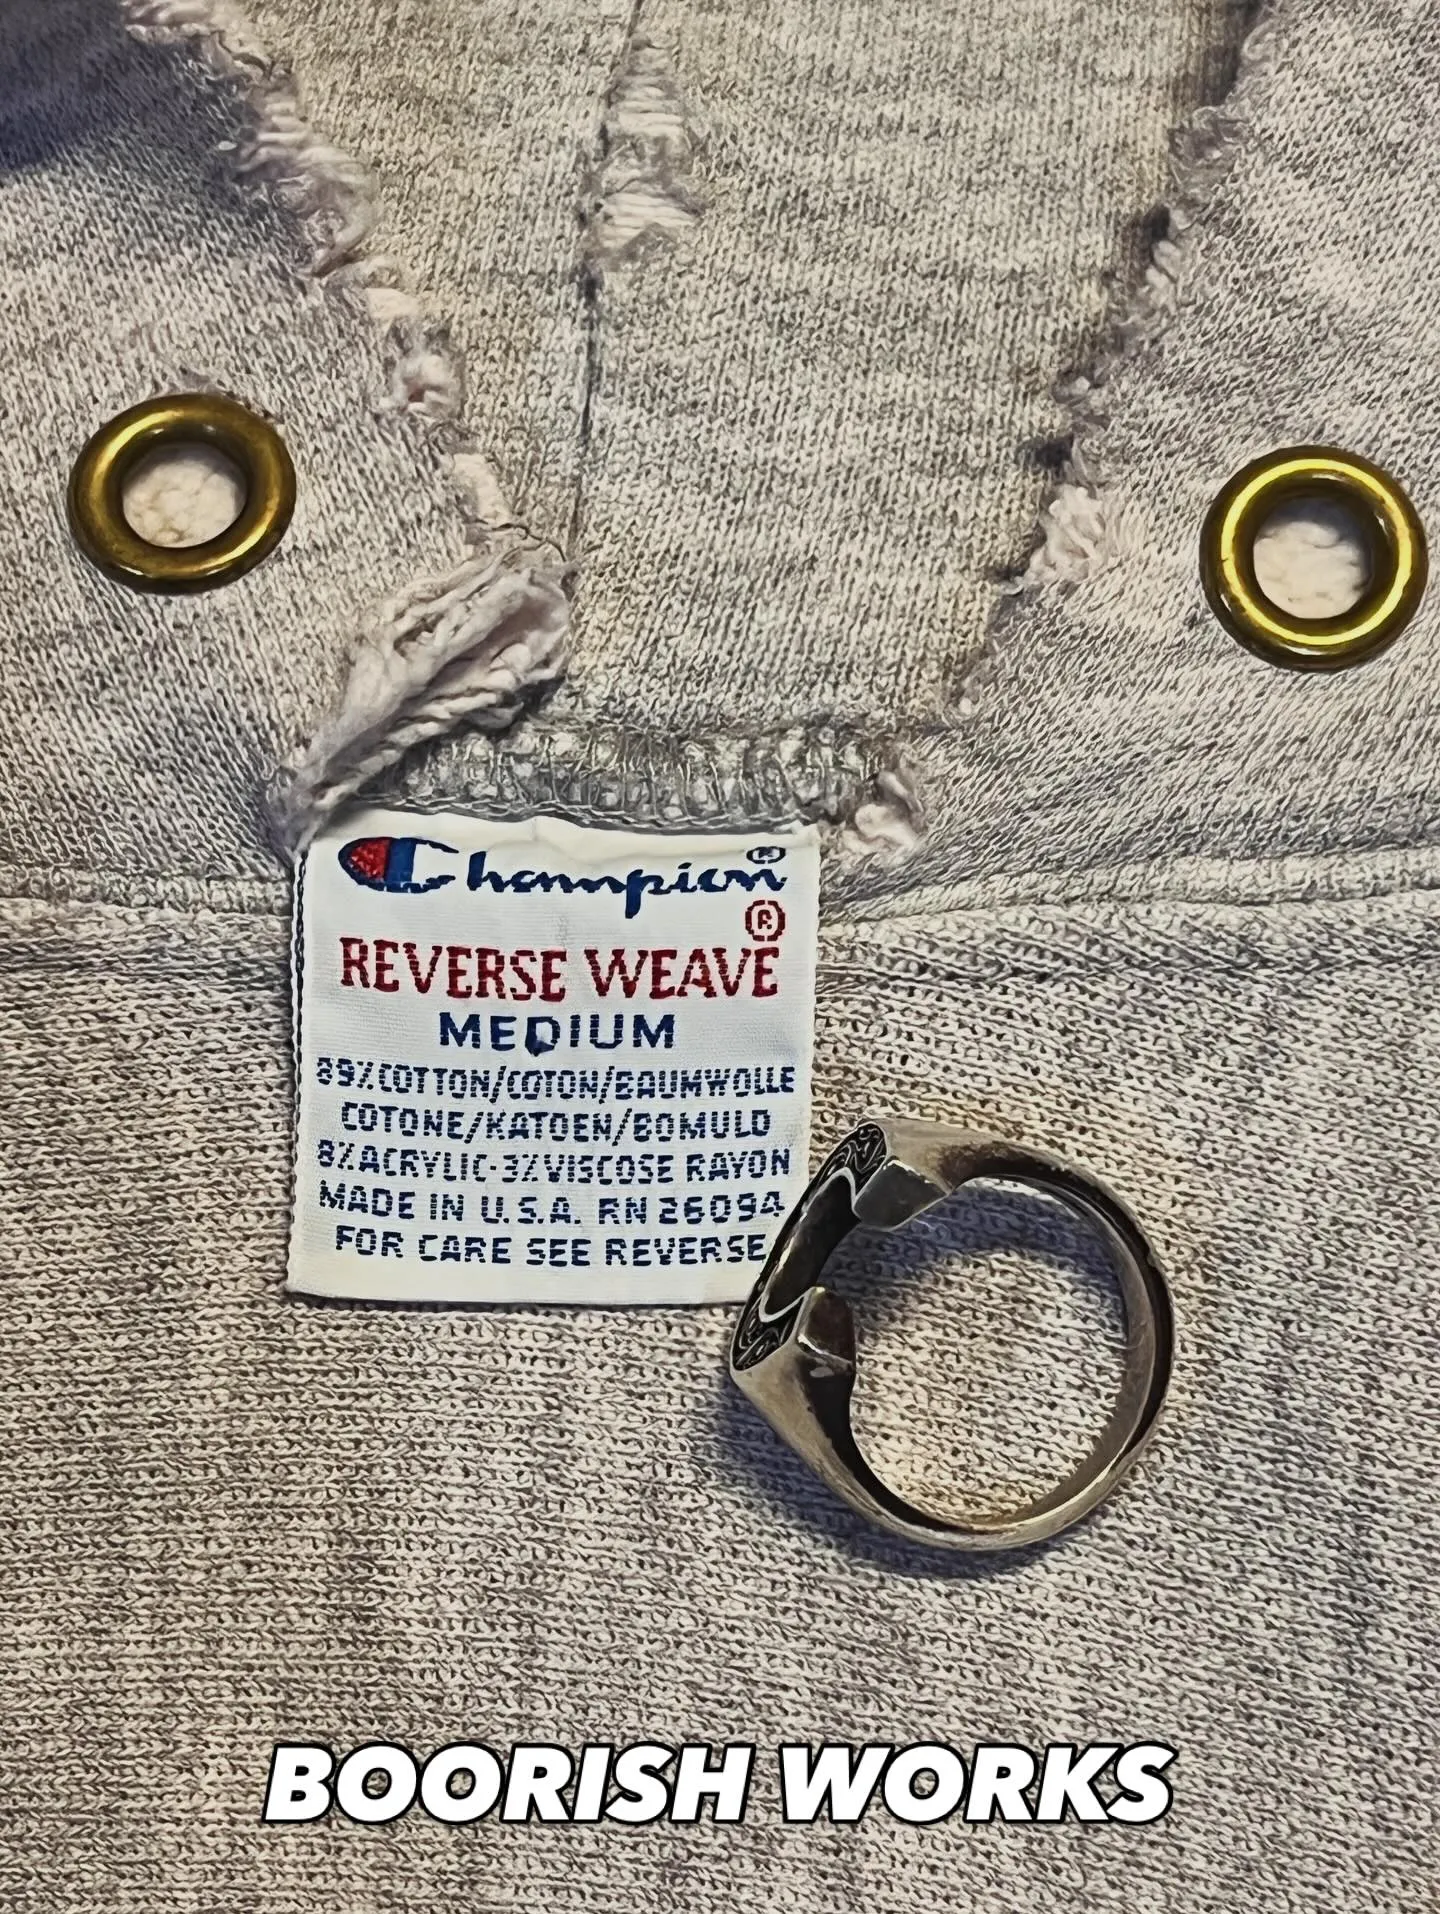 Champion®
®
REVERSE WEAVE
MEDIUM
89% COTTON/COTON/BAUMWOLLE
COTONE/KATOEN/BOMULD
8% ACRYLIC-3% VISCOSE RAYON
MADE IN U.S.A. RN 26094
FOR CARE SEE REVERSE
BOORISH WORKS